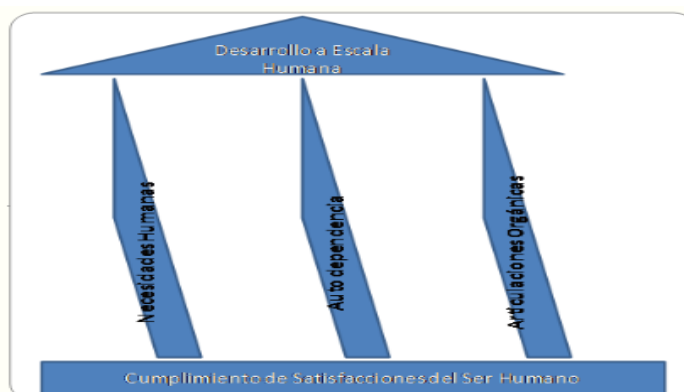 Desarrollo a Escala
Humana
Necesidades Humanas
Auto dependencia
Articulaciones Orgánicas
Cumplimiento de Satisfacciones del Ser Humano